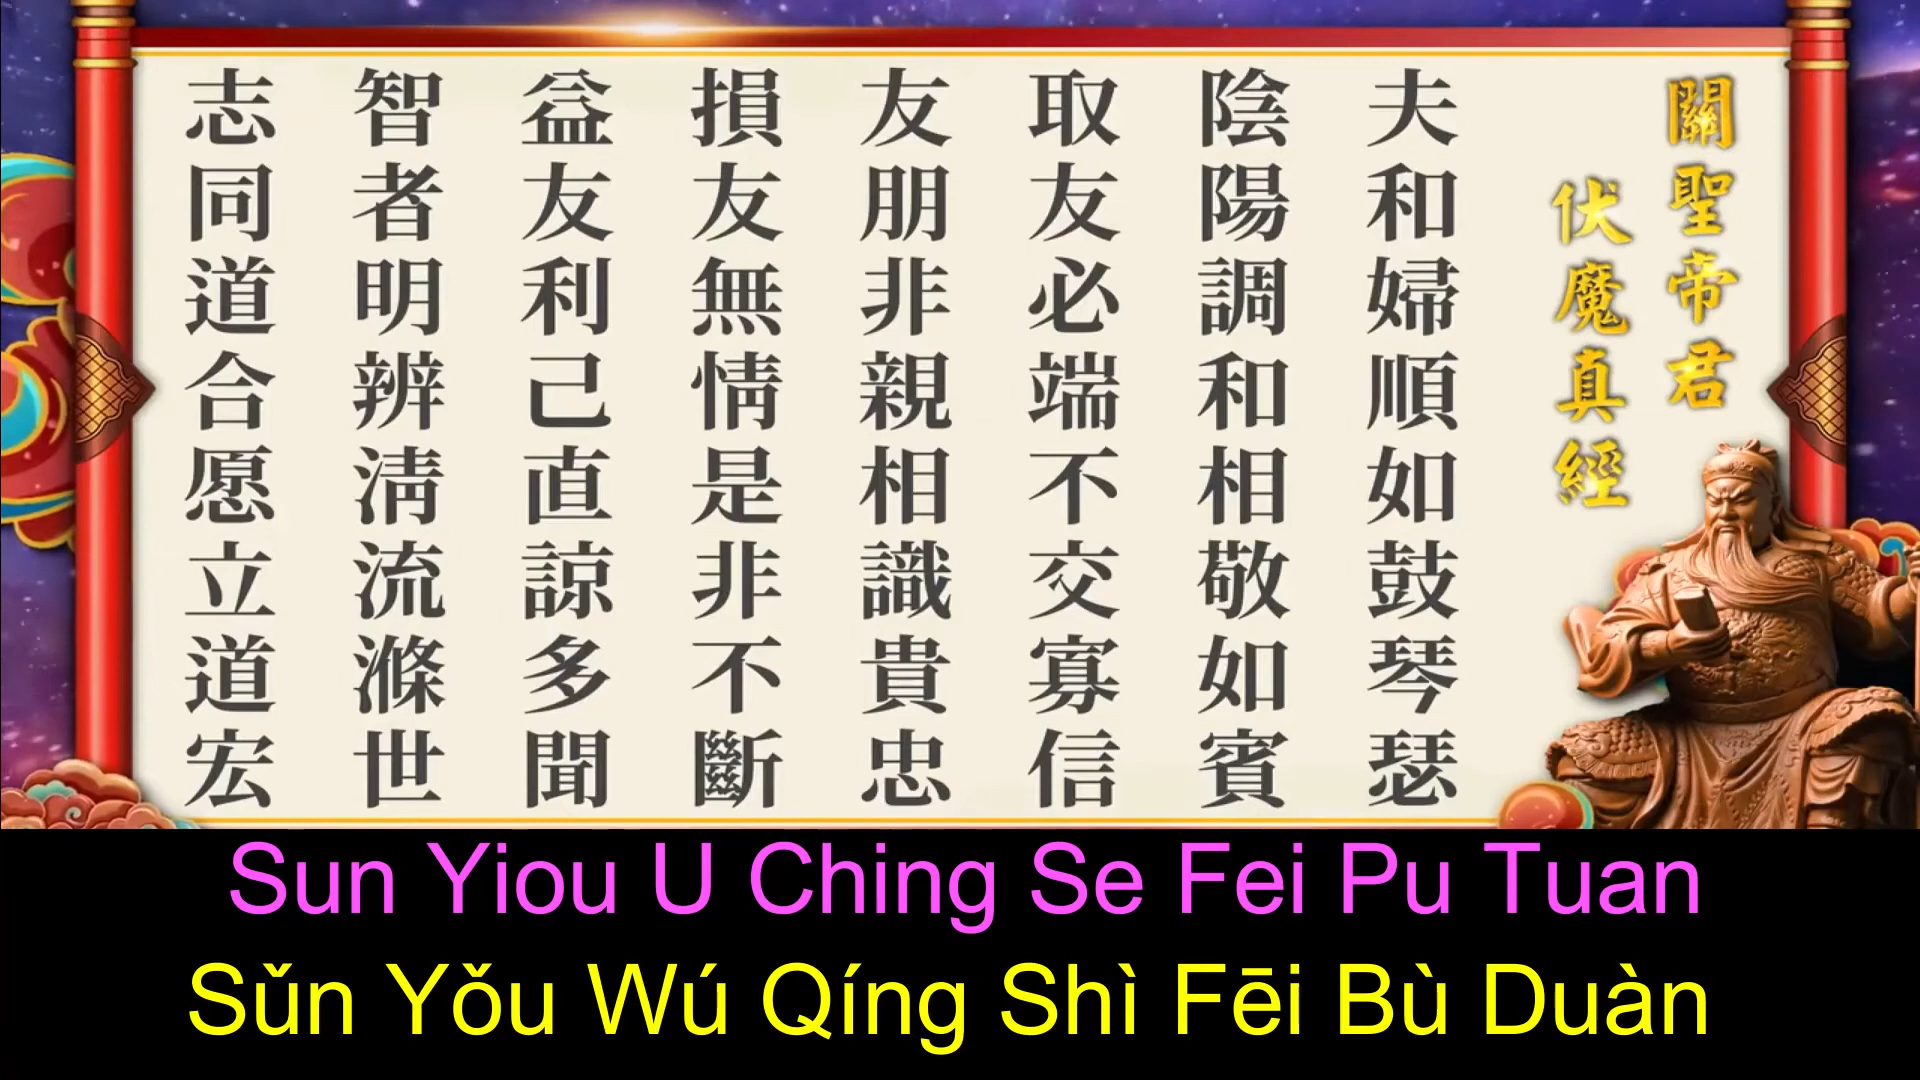 關聖帝君
伏魔真經
夫和婦順如鼓琴瑟
陰陽調和相敬如賓
取友必端不交寡信
友朋非親相識貴忠
損友無情是非不斷
益友利己直諒多聞
智者明辨淸流滌世
志同道合愿立道宏
Sun Yiou U Ching Se Fei Pu Tuan
Sǔn Yǒu Wú Qíng Shì Fēi Bù Duàn